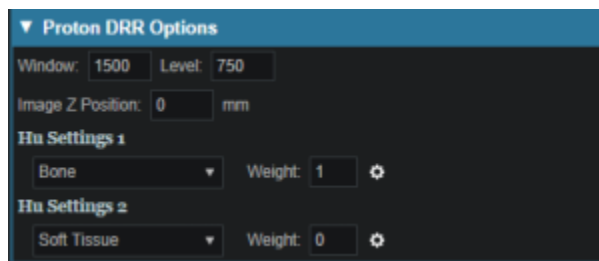 Proton DRR Options
Window: 1500 Level: 750
Image Z Position: 0 mm
Hu Settings 1
Bone Weight: 1
Hu Settings 2
Soft Tissue Weight: 0